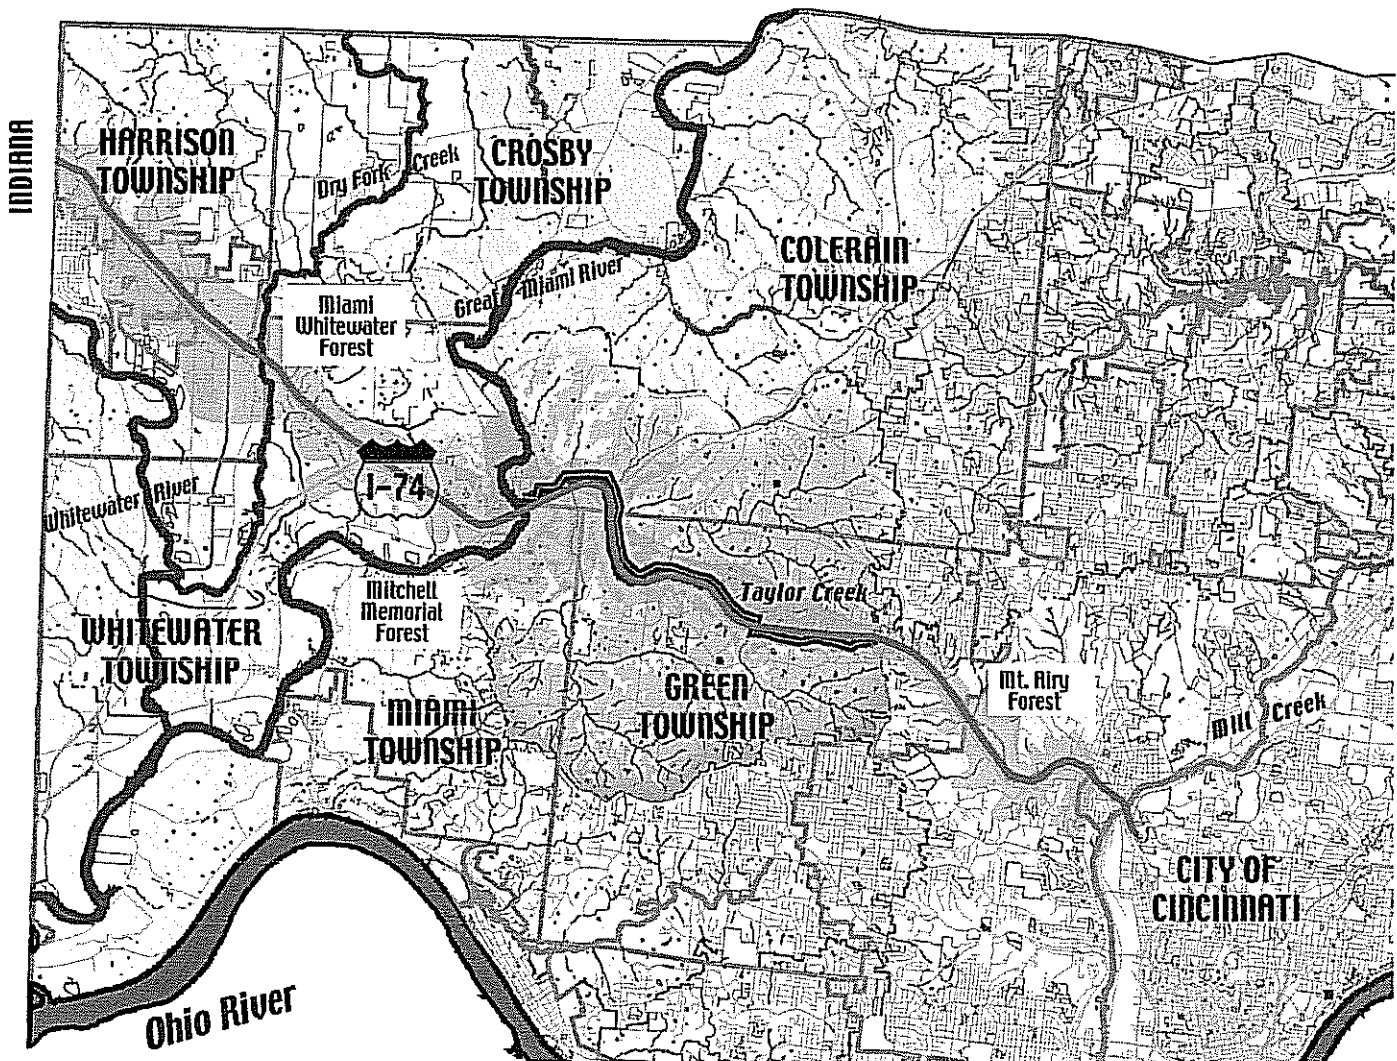 INDIANA
HARRISON
TOWNSHIP
Dry Fork Creek
CROSBY
TOWNSHIP
COLERAIN
TOWNSHIP
Great Miami River
Miami
Whitewater
Forest
I-74
Whitewater River
Mitchell
Memorial
Forest
Taylor Creek
WHITEWATER
TOWNSHIP
MIAMI
TOWNSHIP
GREEN
TOWNSHIP
Mt. Airy
Forest
Mill Creek
CITY OF
CINCINNATI
Ohio River